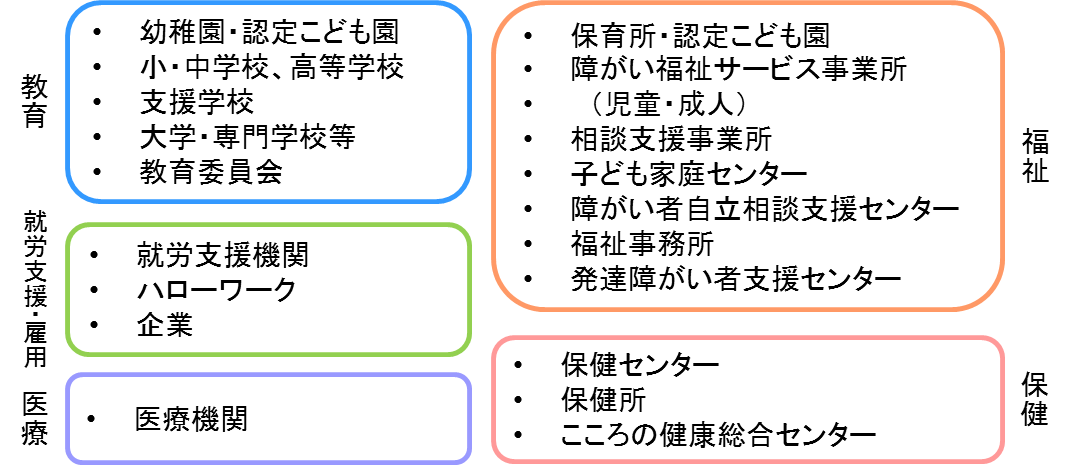 教育
• 幼稚園・認定こども園
• 小・中学校、高等学校
• 支援学校
• 大学・専門学校等
• 教育委員会
就労支援・雇用
• 就労支援機関
• ハローワーク
• 企業
医療
• 医療機関
福祉
• 保育所・認定こども園
• 障がい福祉サービス事業所
• （児童・成人）
• 相談支援事業所
• 子ども家庭センター
• 障がい者自立相談支援センター
• 福祉事務所
• 発達障がい者支援センター
保健
• 保健センター
• 保健所
• こころの健康総合センター